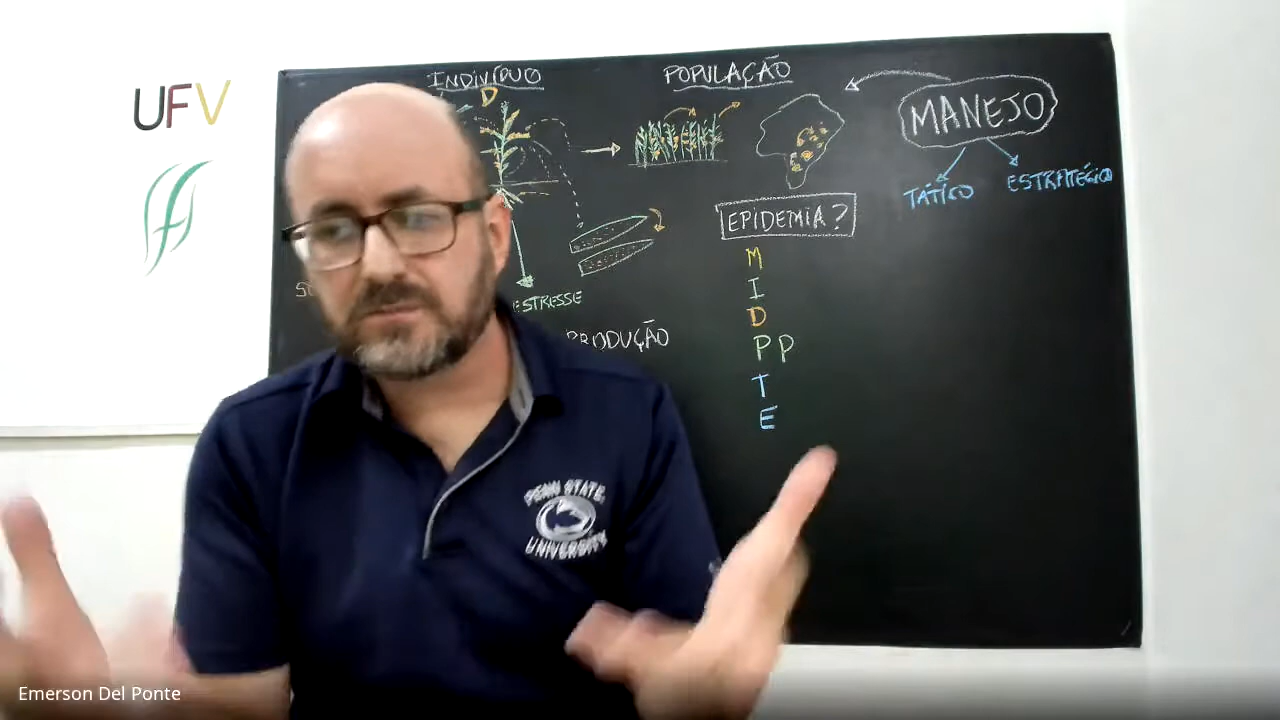 UFV
INDIVÍDUO
D
POPULAÇÃO
MANEJO
TÁTICO
ESTRATÉGICO
EPIDEMIA?
M
I
D
PP
T
E
ESTRESSE
PRODUÇÃO
PENN STATE
UNIVERSITY
Emerson Del Ponte